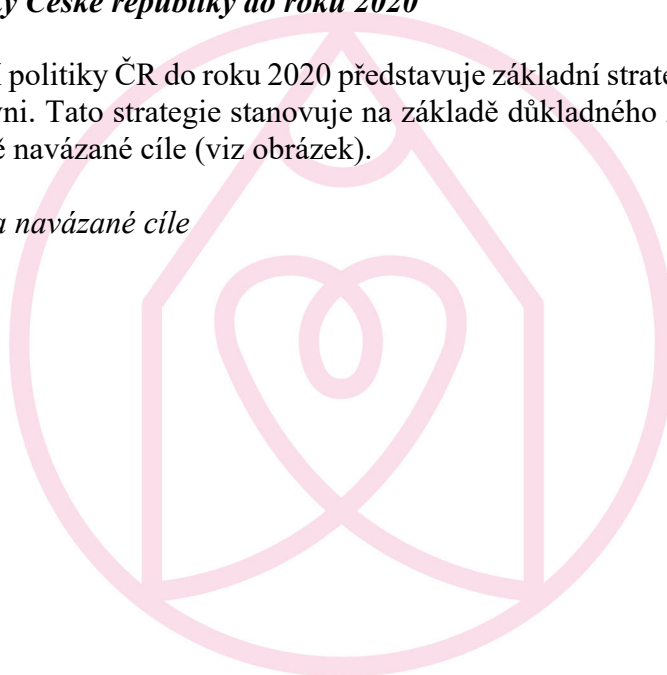 y České republiky do roku 2020
politiky ČR do roku 2020 představuje základní strate
ni. Tato strategie stanovuje na základě důkladného
navázané cíle (viz obrázek).
navázané cíle